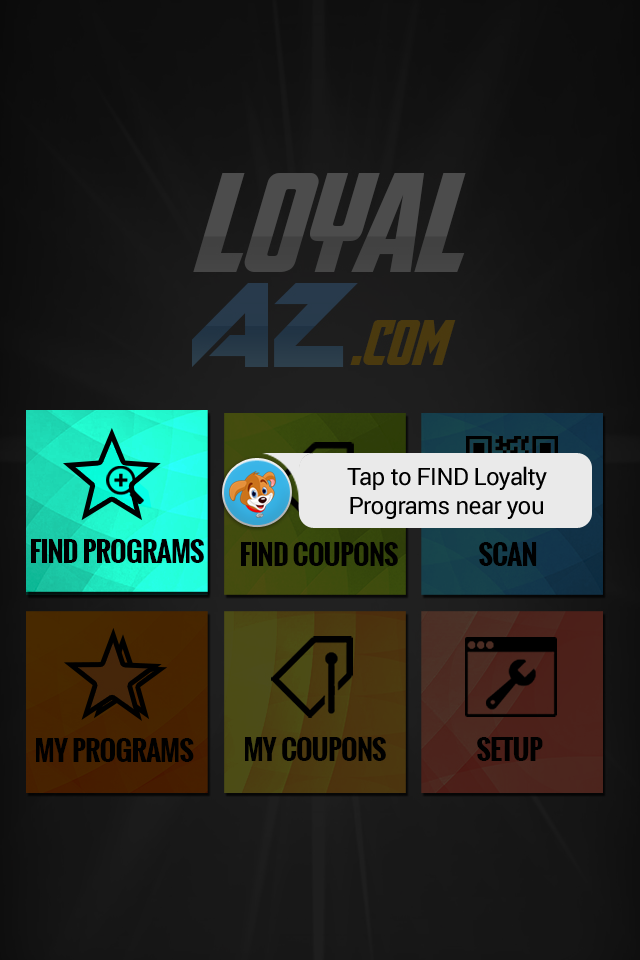 LOYAL
AZ.COM
Tap to FIND Loyalty
Programs near you
FIND PROGRAMS
FIND COUPONS
SCAN
MY PROGRAMS
MY COUPONS
SETUP